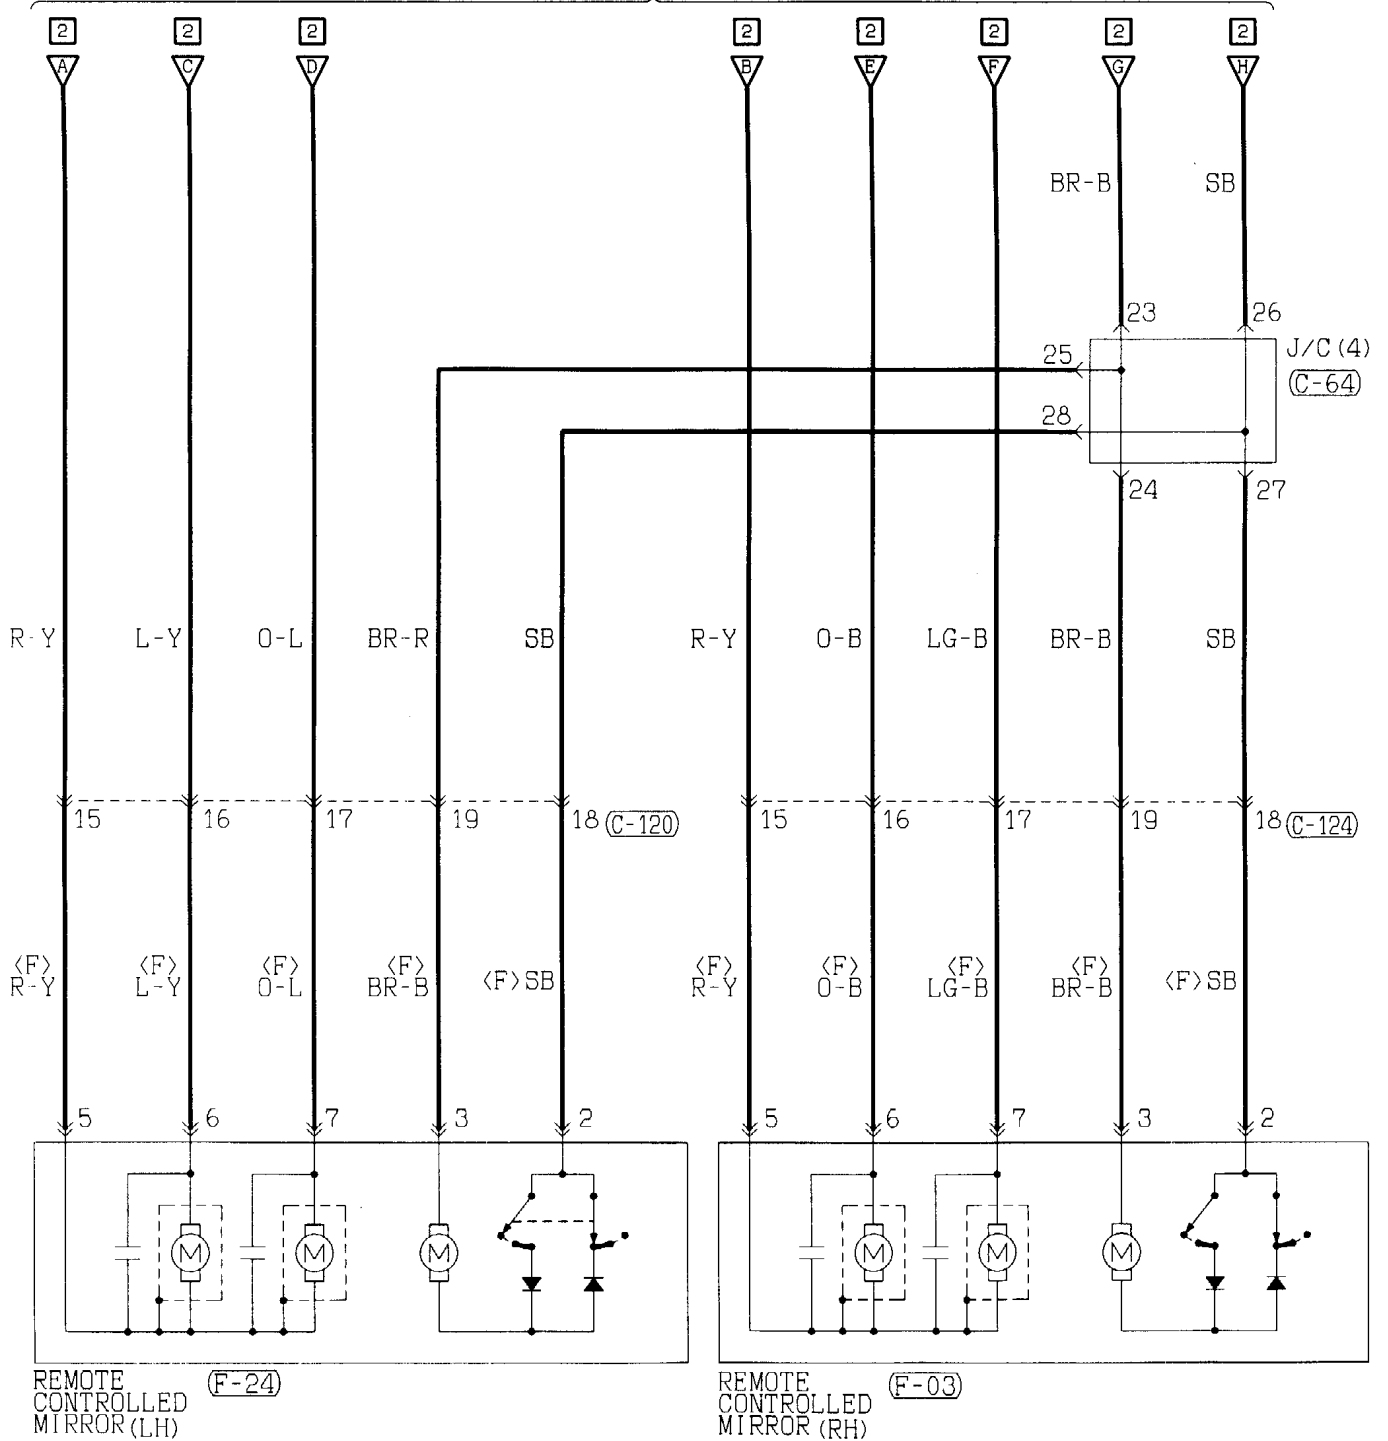 2 2 2 2 2 2 2 2
A C D B E F G H
BR-B SB
23 26
J/C (4)
25
C-64
28
24 27
R-Y L-Y O-L BR-R SB R-Y O-B LG-B BR-B SB
15 16 17 19 18 C-120 15 16 17 19 18 C-124
<F> <F> <F> <F> <F> SB <F> <F> <F> <F> <F> SB
R-Y L-Y O-L BR-B R-Y O-B LG-B BR-B
5 6 7 3 2 5 6 7 3 2
M M M M M M
REMOTE
CONTROLLED
MIRROR (LH)
F-24
REMOTE
CONTROLLED
MIRROR (RH)
F-03